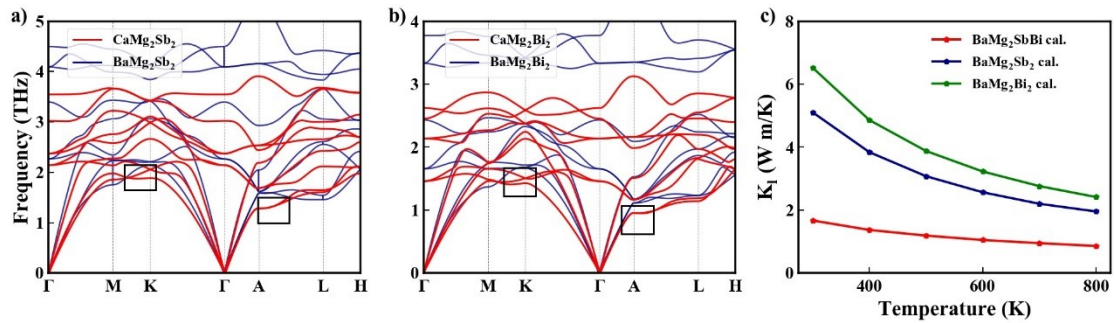 a)
Frequency (THz)
5
4
3
2
1
0
CaMg₂Sb₂
BaMg₂Sb₂
Γ M K Γ A L H
b)
4
3
2
1
0
CaMg₂Bi₂
BaMg₂Bi₂
Γ M K Γ A L H
c)
K₁ (W m/K)
8
6
4
2
0
BaMg₂SbBi cal.
BaMg₂Sb₂ cal.
BaMg₂Bi₂ cal.
400 600 800
Temperature (K)